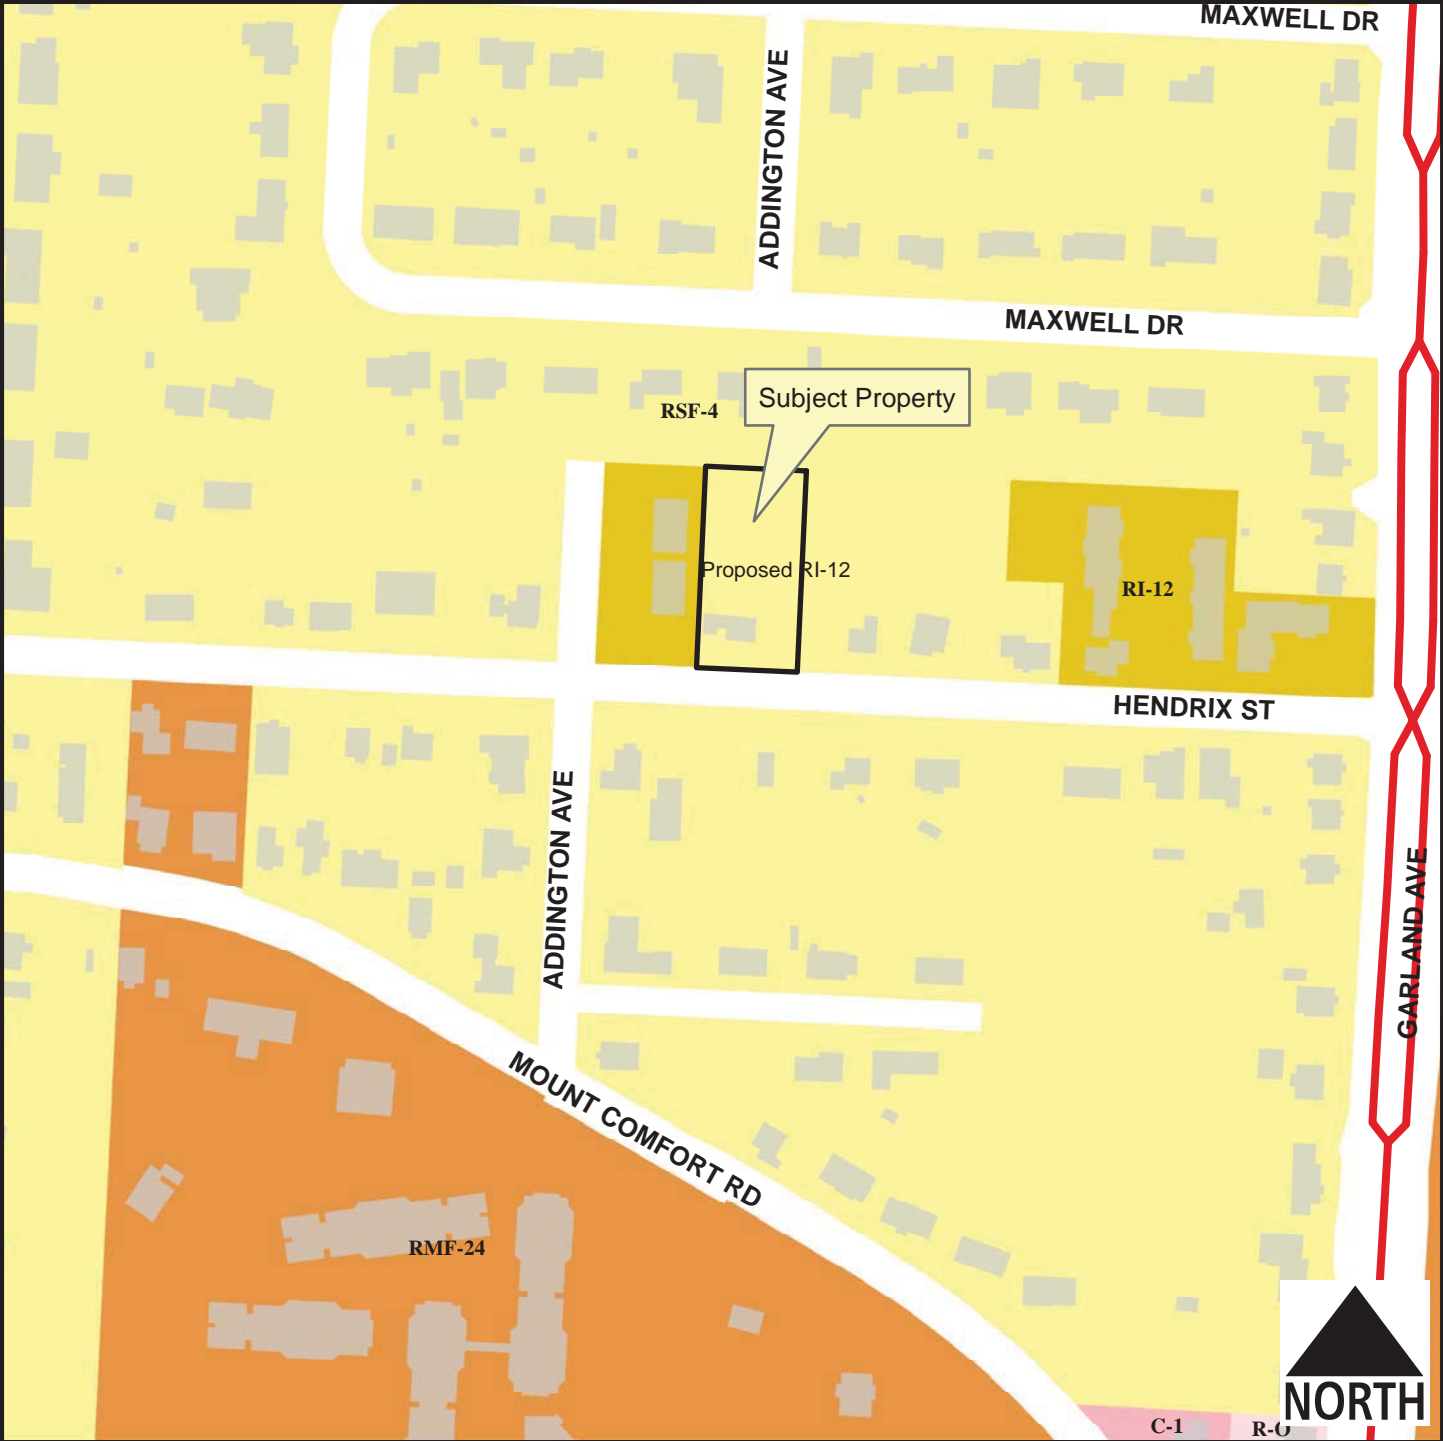 MAXWELL DR
ADDINGTON AVE
MAXWELL DR
Subject Property
RSF-4
Proposed RI-12
RI-12
HENDRIX ST
ADDINGTON AVE
GARLAND AVE
MOUNT COMFORT RD
RMF-24
NORTH
C-1
R-O